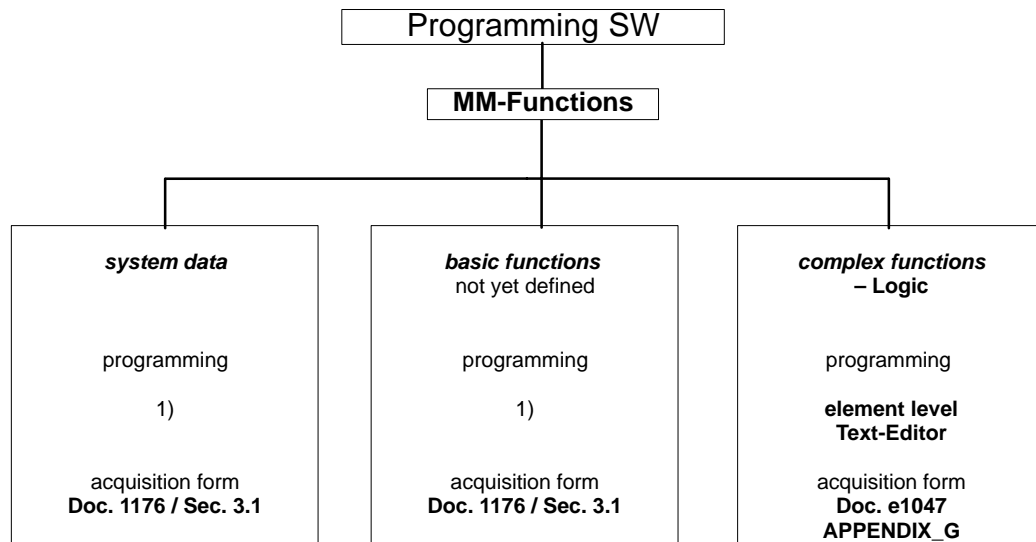 Programming SW
MM-Functions
system data
programming
1)
acquisition form
Doc. 1176 / Sec. 3.1
basic functions
not yet defined
programming
1)
acquisition form
Doc. 1176 / Sec. 3.1
complex functions
– Logic
programming
element level
Text-Editor
acquisition form
Doc. e1047
APPENDIX_G